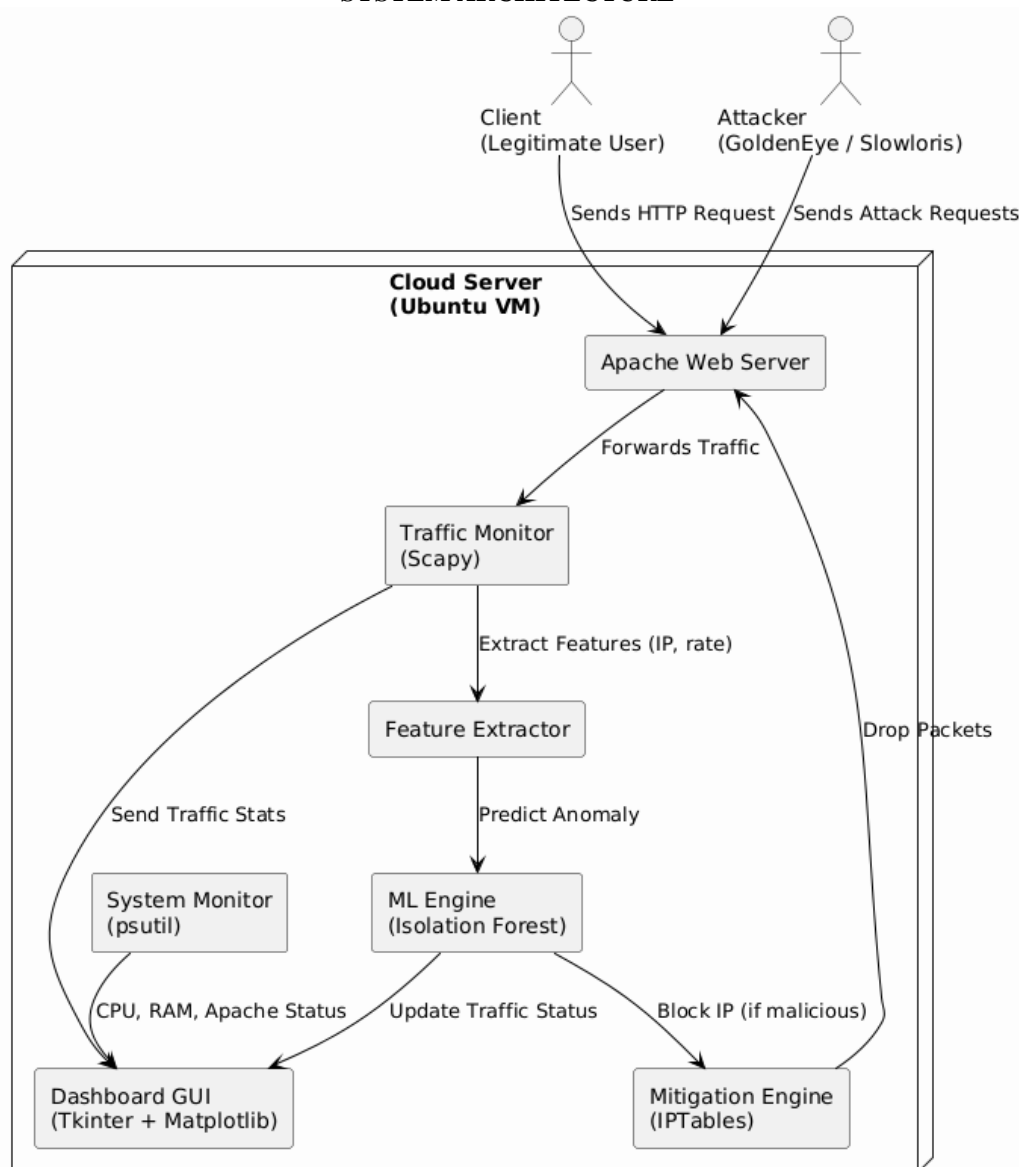 SYSTEM ARCHITECTURE
Client
(Legitimate User)
Attacker
(GoldenEye / Slowloris)
Sends HTTP Request
Sends Attack Requests
Cloud Server
(Ubuntu VM)
Apache Web Server
Forwards Traffic
Traffic Monitor
(Scapy)
Extract Features (IP, rate)
Feature Extractor
Drop Packets
Send Traffic Stats
Predict Anomaly
System Monitor
(psutil)
ML Engine
(Isolation Forest)
CPU, RAM, Apache Status
Update Traffic Status
Block IP (if malicious)
Dashboard GUI
(Tkinter + Matplotlib)
Mitigation Engine
(IPTables)